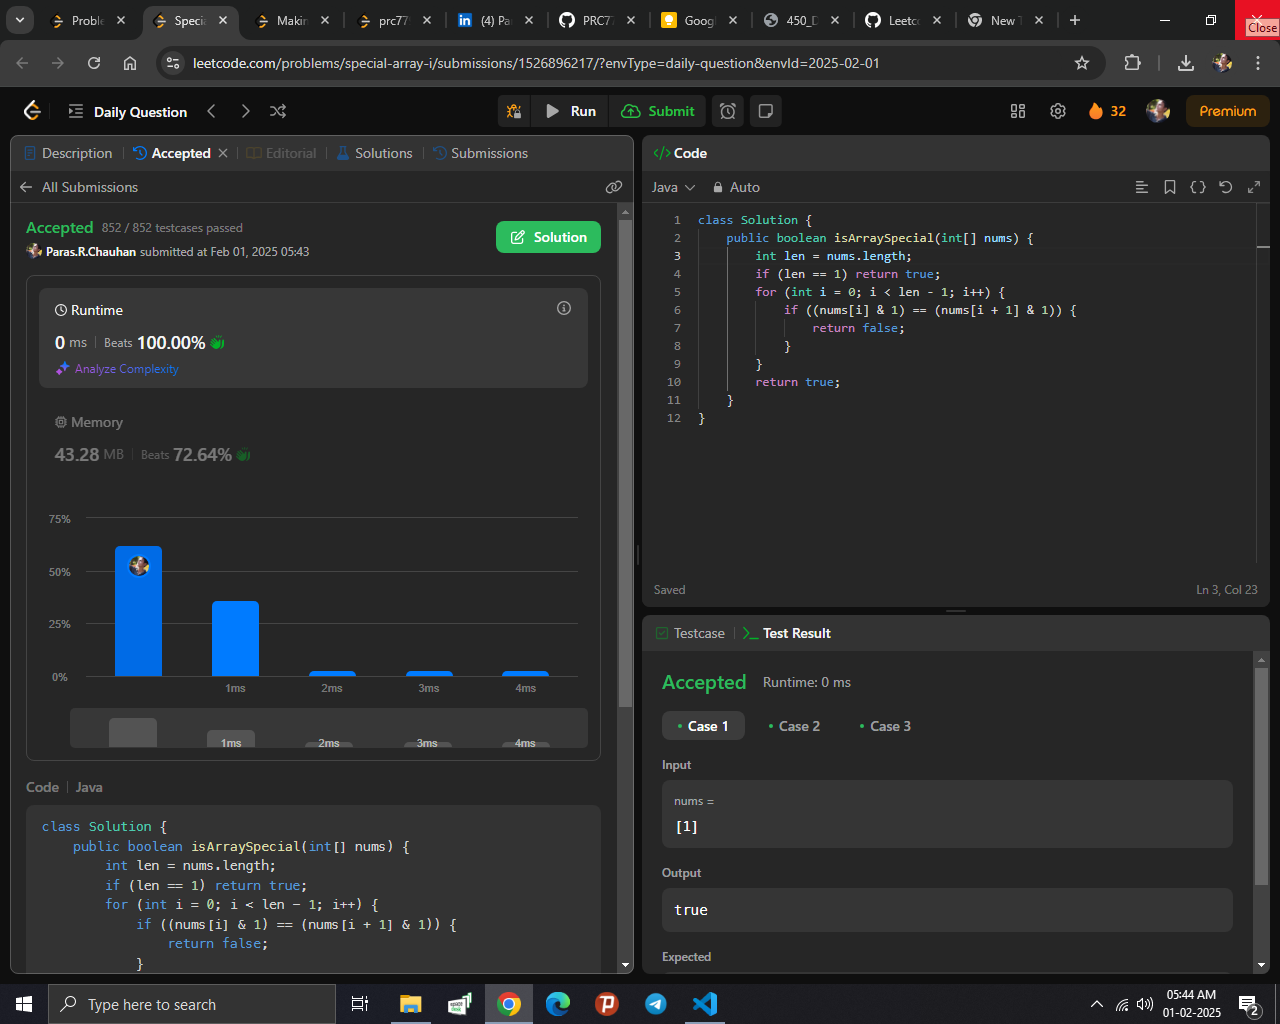 Proble
Specia
Makin
prc77
(4) Pa
PRC77
Googl
450_D
Leetco
New T
Close
leetcode.com/problems/special-array-i/submissions/1526896217/?envType=daily-question&envId=2025-02-01
Daily Question
Run
Submit
32
Premium
Description
Accepted
Editorial
Solutions
Submissions
All Submissions
Accepted 852 / 852 testcases passed
Paras.R.Chauhan submitted at Feb 01, 2025 05:43
Solution
Runtime
0 ms | Beats 100.00%
Analyze Complexity
Memory
43.28 MB | Beats 72.64%
75%
50%
25%
0%
1ms
2ms
3ms
4ms
1ms
2ms
3ms
4ms
Code | Java
class Solution {
public boolean isArraySpecial(int[] nums) {
int len = nums.length;
if (len == 1) return true;
for (int i = 0; i < len - 1; i++) {
if ((nums[i] & 1) == (nums[i + 1] & 1)) {
return false;
}
</> Code
Java
Auto
1 class Solution {
2 public boolean isArraySpecial(int[] nums) {
3 int len = nums.length;
4 if (len == 1) return true;
5 for (int i = 0; i < len - 1; i++) {
6 if ((nums[i] & 1) == (nums[i + 1] & 1)) {
7 return false;
8 }
9 }
10 return true;
11 }
12 }
Saved
Ln 3, Col 23
Testcase
Test Result
Accepted Runtime: 0 ms
Case 1
Case 2
Case 3
Input
nums =
[1]
Output
true
Expected
Type here to search
05:44 AM
01-02-2025
2